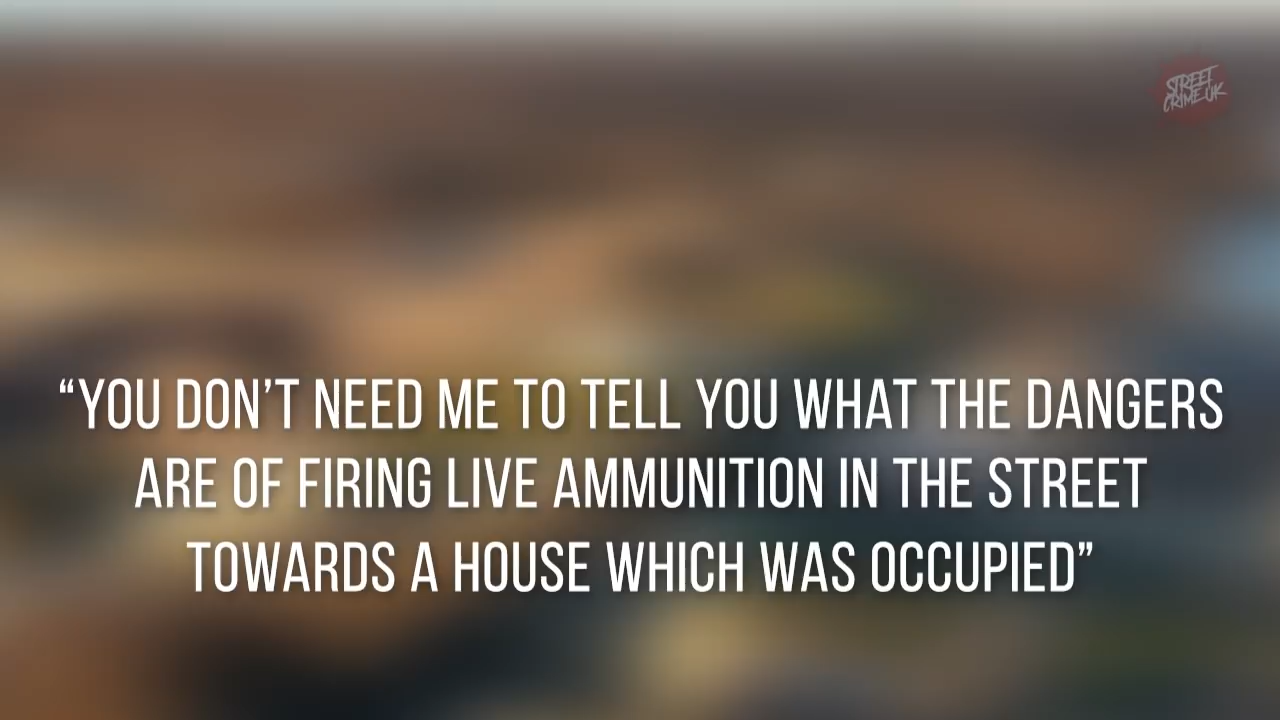 STREET
CRIME UK
“YOU DON’T NEED ME TO TELL YOU WHAT THE DANGERS
ARE OF FIRING LIVE AMMUNITION IN THE STREET
TOWARDS A HOUSE WHICH WAS OCCUPIED”